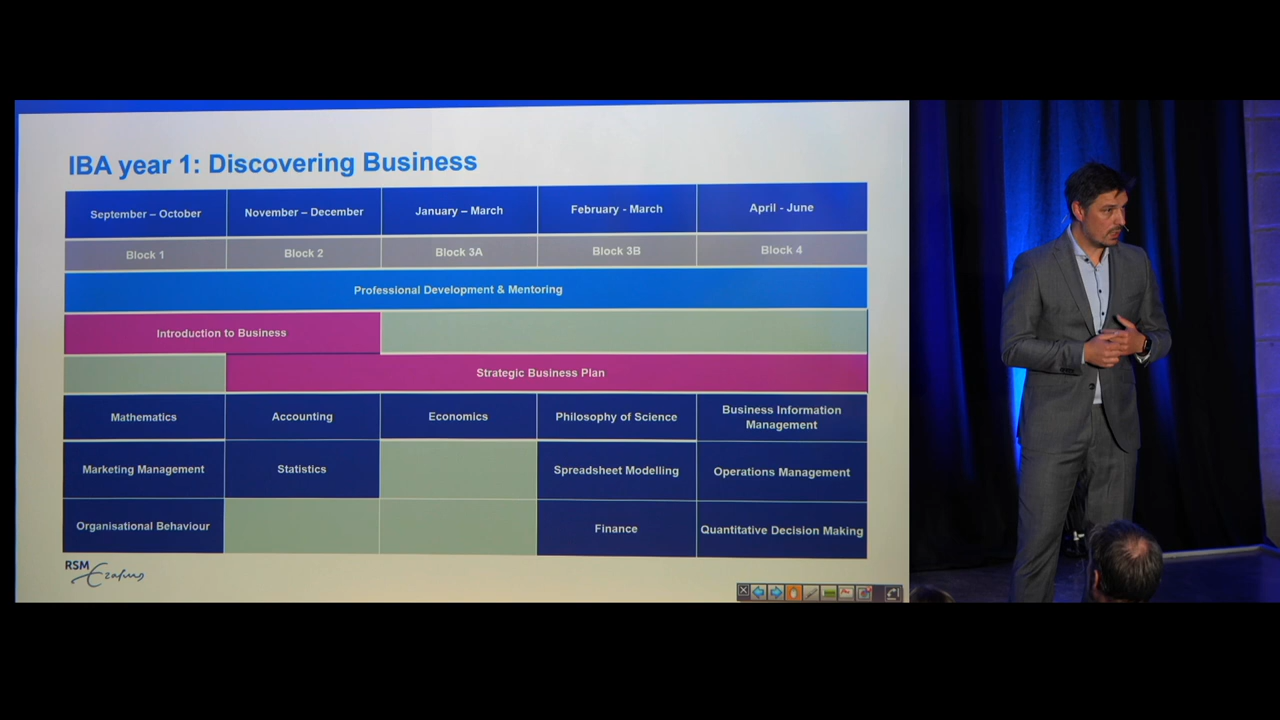 IBA year 1: Discovering Business
September – October
November – December
January – March
February - March
April - June
Block 1
Block 2
Block 3A
Block 3B
Block 4
Professional Development & Mentoring
Introduction to Business
Strategic Business Plan
Mathematics
Accounting
Economics
Philosophy of Science
Business Information
Management
Marketing Management
Statistics
Spreadsheet Modelling
Operations Management
Organisational Behaviour
Finance
Quantitative Decision Making
RSM
Erasmus